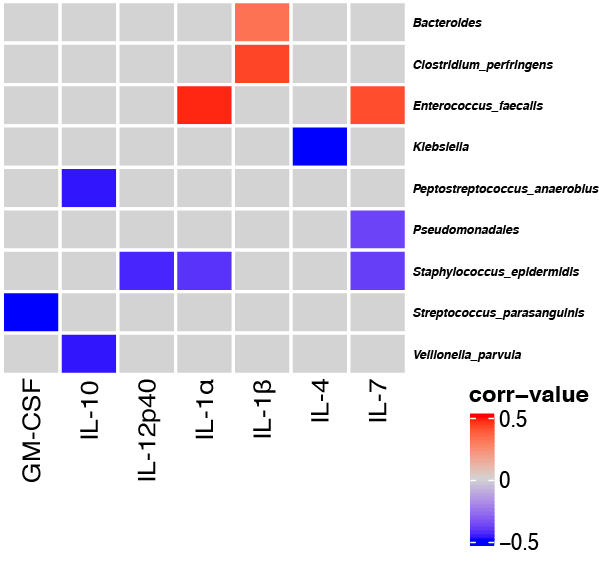 Bacteroides
Clostridium_perfringens
Enterococcus_faecalis
Klebsiella
Peptostreptococcus_anaerobius
Pseudomonadales
Staphylococcus_epidermidis
Streptococcus_parasanguinis
Veillonella_parvula
GM-CSF
IL-10
IL-12p40
IL-1α
IL-1β
IL-4
IL-7
corr-value
0.5
0
-0.5